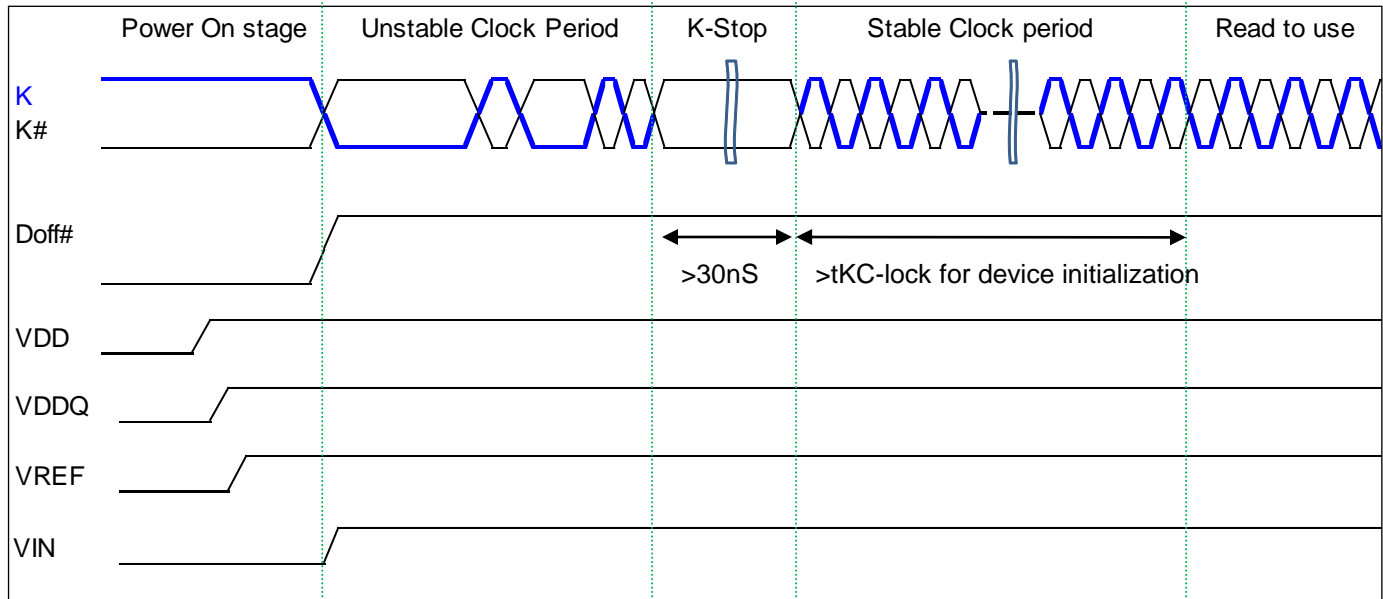 Power On stage Unstable Clock Period K-Stop Stable Clock period Read to use
K
K#
Doff#
>30nS >tKC-lock for device initialization
VDD
VDDQ
VREF
VIN